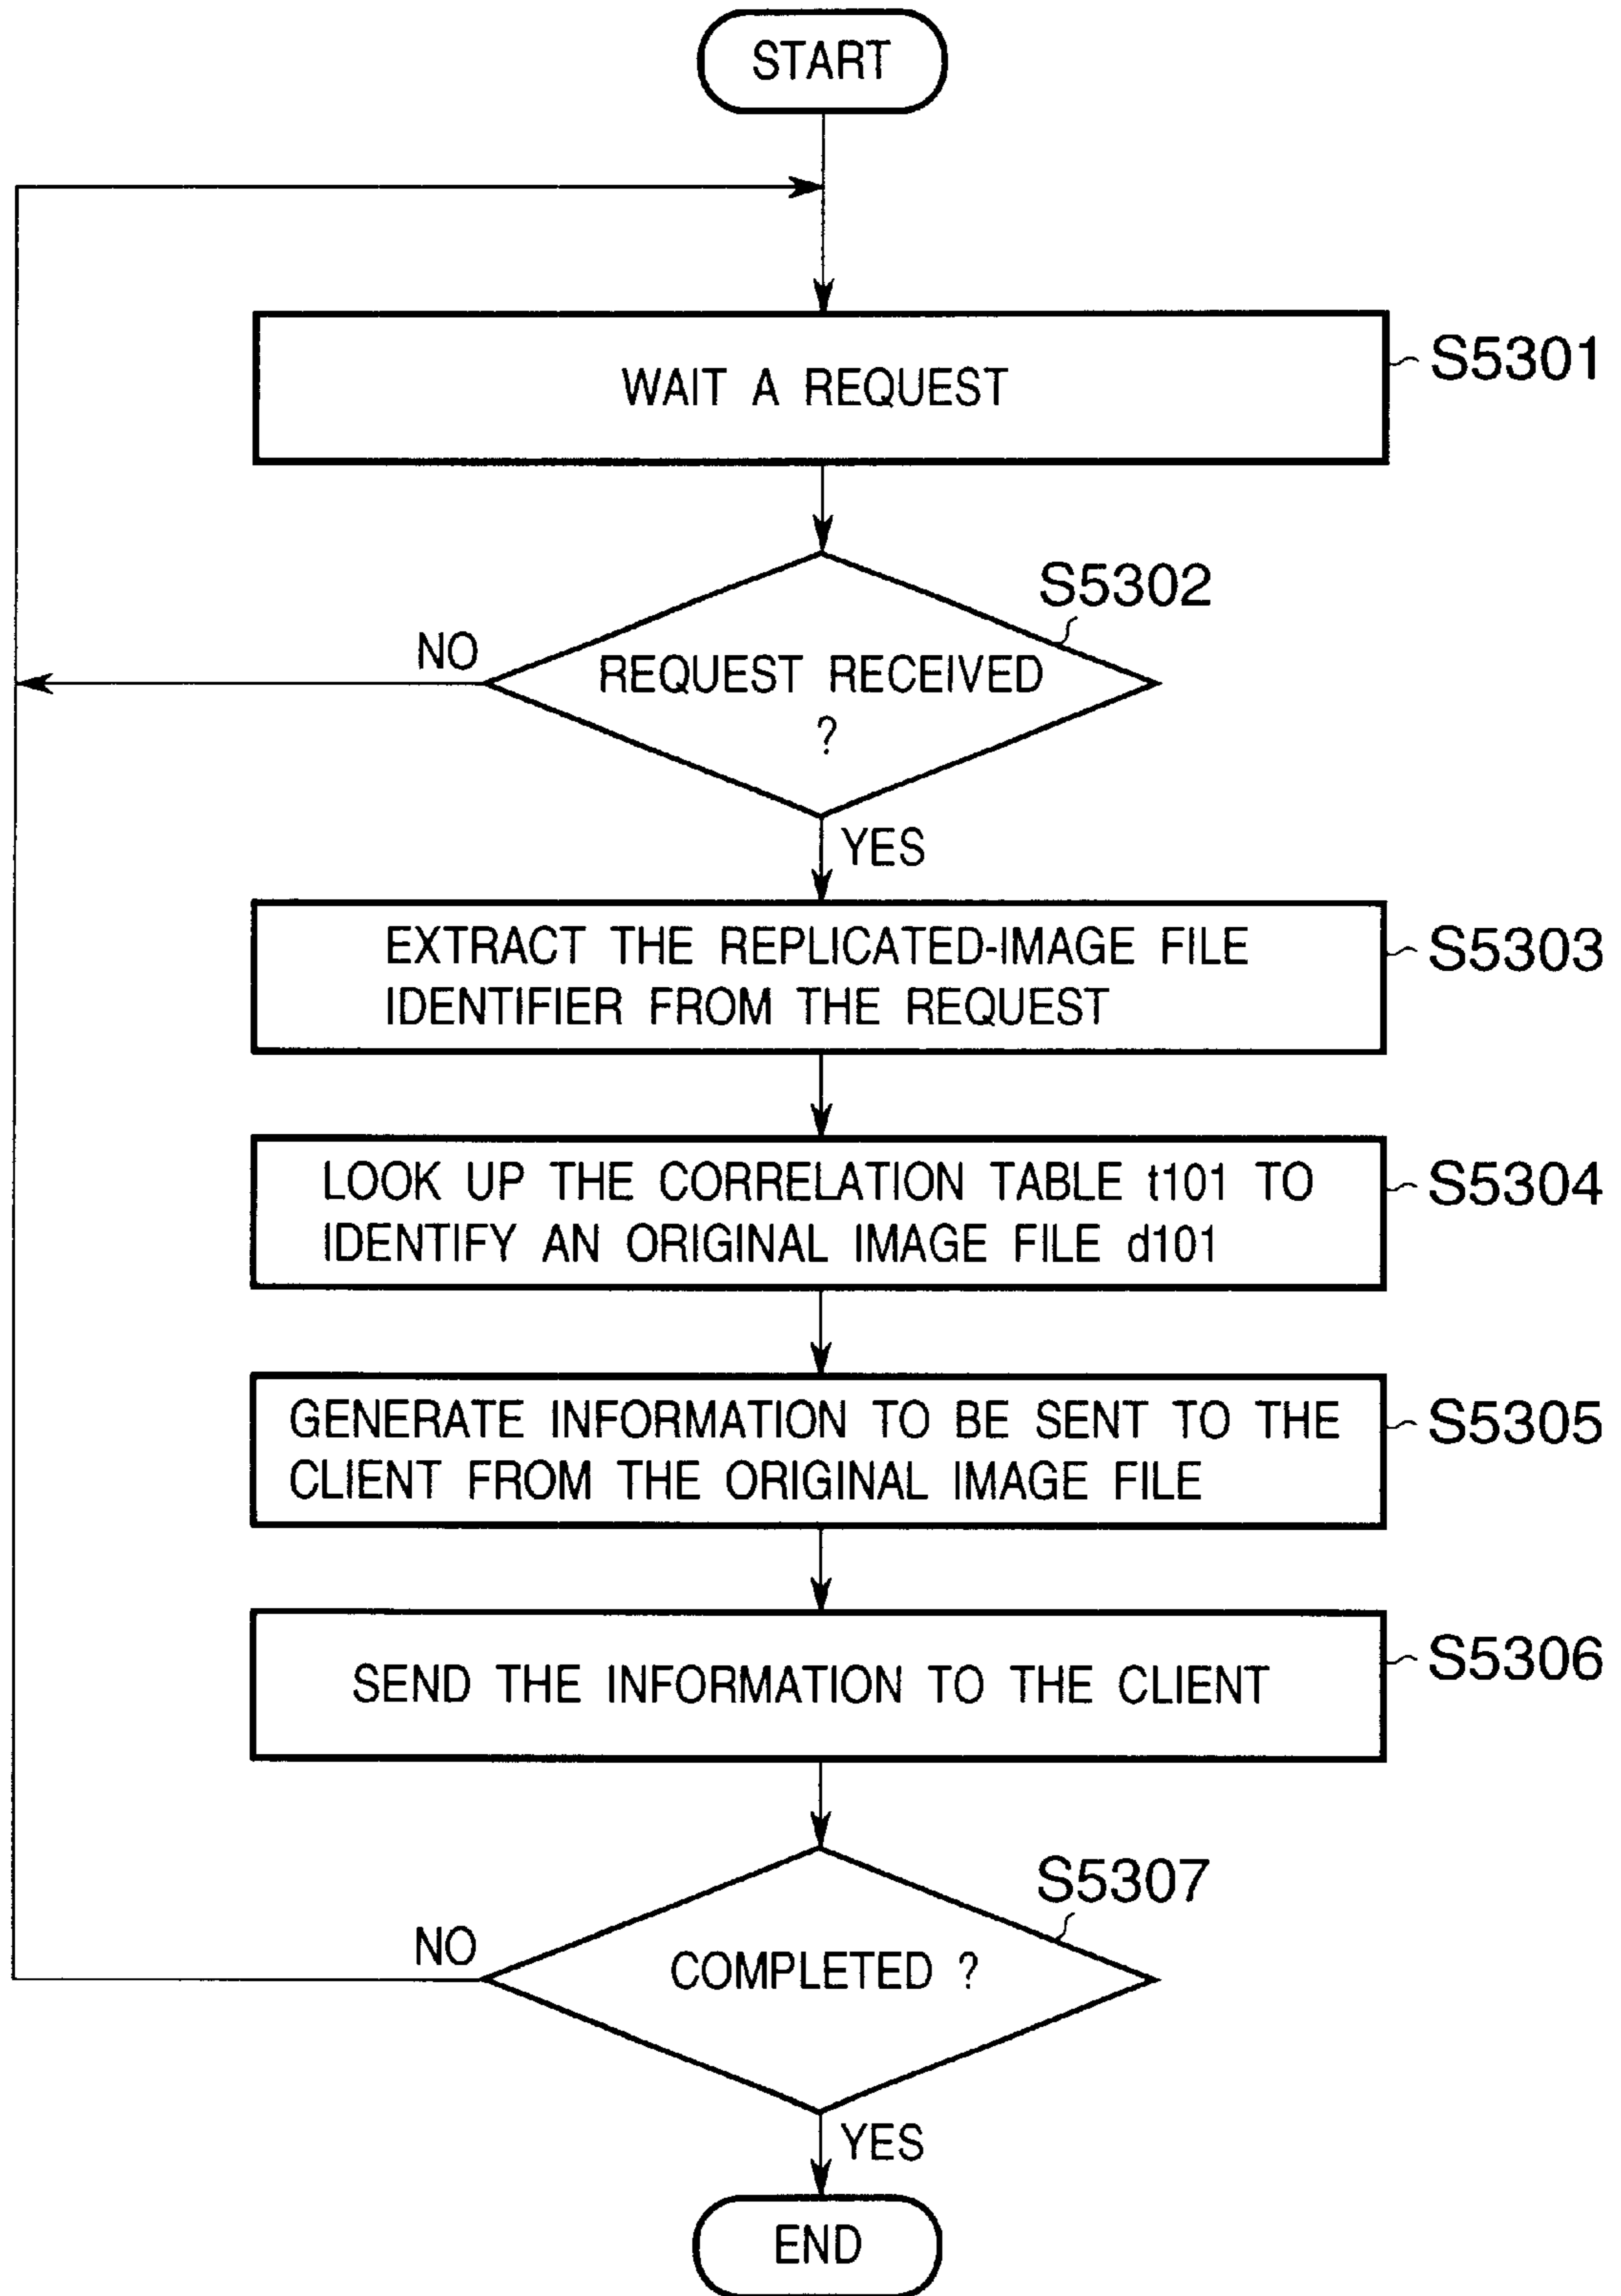 START
WAIT A REQUEST
S5301
S5302
NO
REQUEST RECEIVED
?
YES
EXTRACT THE REPLICATED-IMAGE FILE
IDENTIFIER FROM THE REQUEST
S5303
LOOK UP THE CORRELATION TABLE t101 TO
IDENTIFY AN ORIGINAL IMAGE FILE d101
S5304
GENERATE INFORMATION TO BE SENT TO THE
CLIENT FROM THE ORIGINAL IMAGE FILE
S5305
SEND THE INFORMATION TO THE CLIENT
S5306
S5307
NO
COMPLETED ?
YES
END